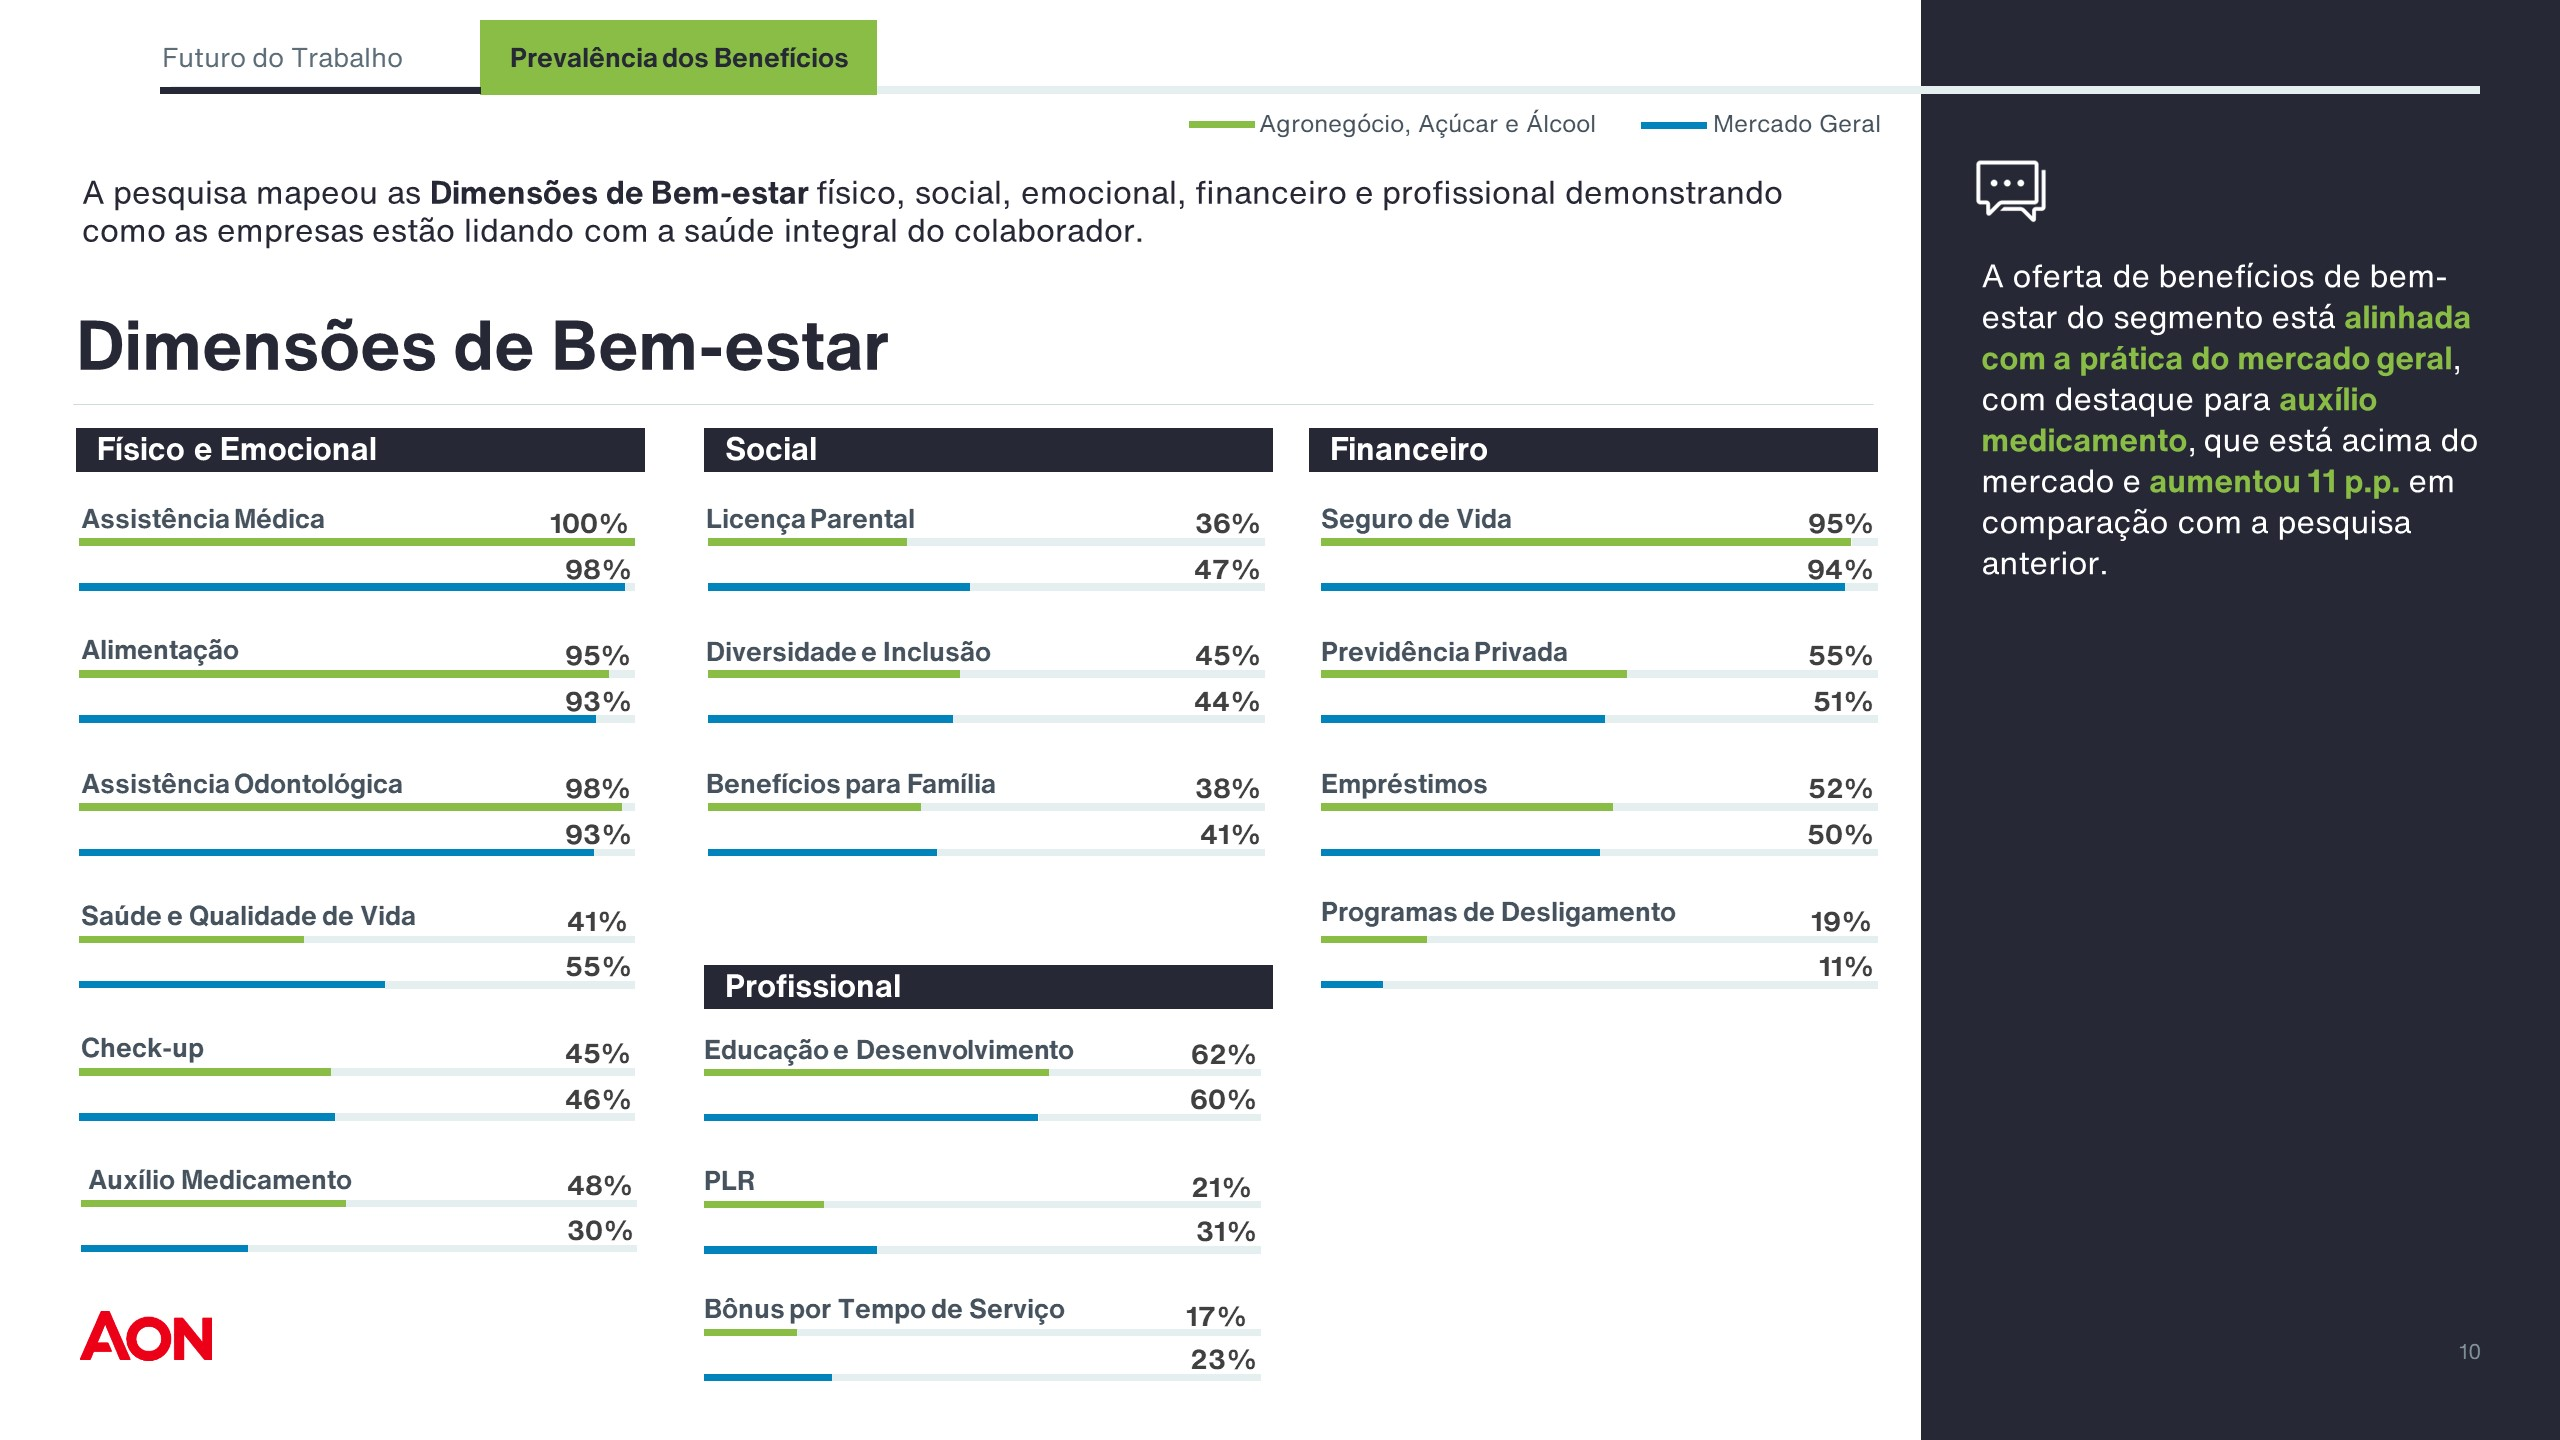 Futuro do Trabalho
Prevalência dos Benefícios
Agronegócio, Açúcar e Álcool
Mercado Geral
A pesquisa mapeou as Dimensões de Bem-estar físico, social, emocional, financeiro e profissional demonstrando
como as empresas estão lidando com a saúde integral do colaborador.
Dimensões de Bem-estar
Físico e Emocional
Assistência Médica 100%
98%
Alimentação 95%
93%
Assistência Odontológica 98%
93%
Saúde e Qualidade de Vida 41%
55%
Check-up 45%
46%
Auxílio Medicamento 48%
30%
Social
Licença Parental 36%
47%
Diversidade e Inclusão 45%
44%
Benefícios para Família 38%
41%
Profissional
Educação e Desenvolvimento 62%
60%
PLR 21%
31%
Bônus por Tempo de Serviço 17%
23%
Financeiro
Seguro de Vida 95%
94%
Previdência Privada 55%
51%
Empréstimos 52%
50%
Programas de Desligamento 19%
11%
A oferta de benefícios de bem-
estar do segmento está alinhada
com a prática do mercado geral,
com destaque para auxílio
medicamento, que está acima do
mercado e aumentou 11 p.p. em
comparação com a pesquisa
anterior.
AON
10